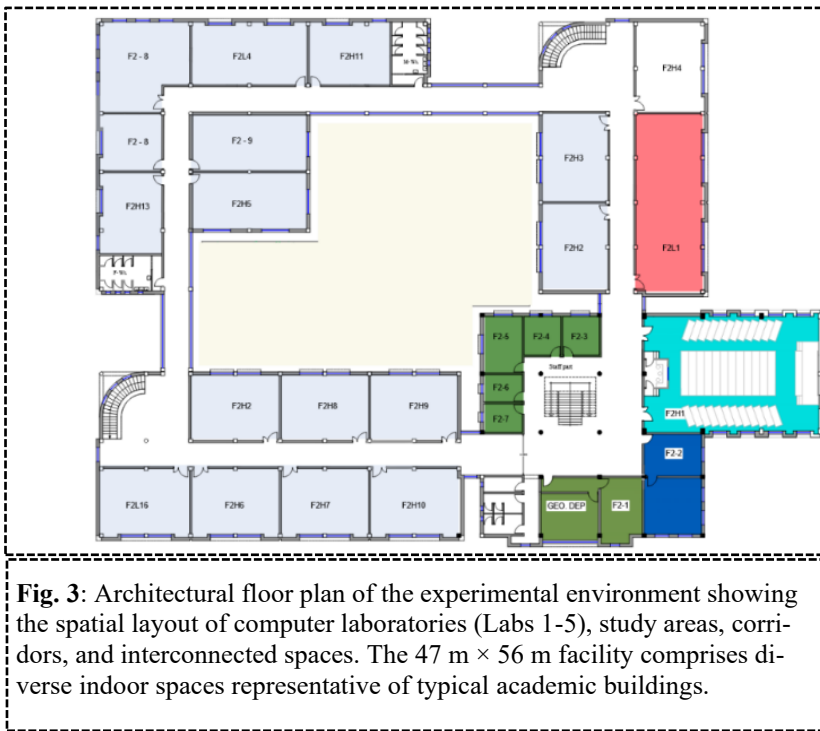 F2 - 8
F2L4
F2H11
M-Wc
F2H4
F2 - 8
F2 - 9
F2H3
F2H13
F2H5
F2H2
F2L1
F2-5
F2-4
F2-3
Staff part
F2-6
F2-7
F2H1
F2H2
F2H8
F2H9
F2-2
F2L16
F2H6
F2H7
F2H10
GEO. DEP
F2-1
Fig. 3: Architectural floor plan of the experimental environment showing
the spatial layout of computer laboratories (Labs 1-5), study areas, corri-
dors, and interconnected spaces. The 47 m × 56 m facility comprises di-
verse indoor spaces representative of typical academic buildings.